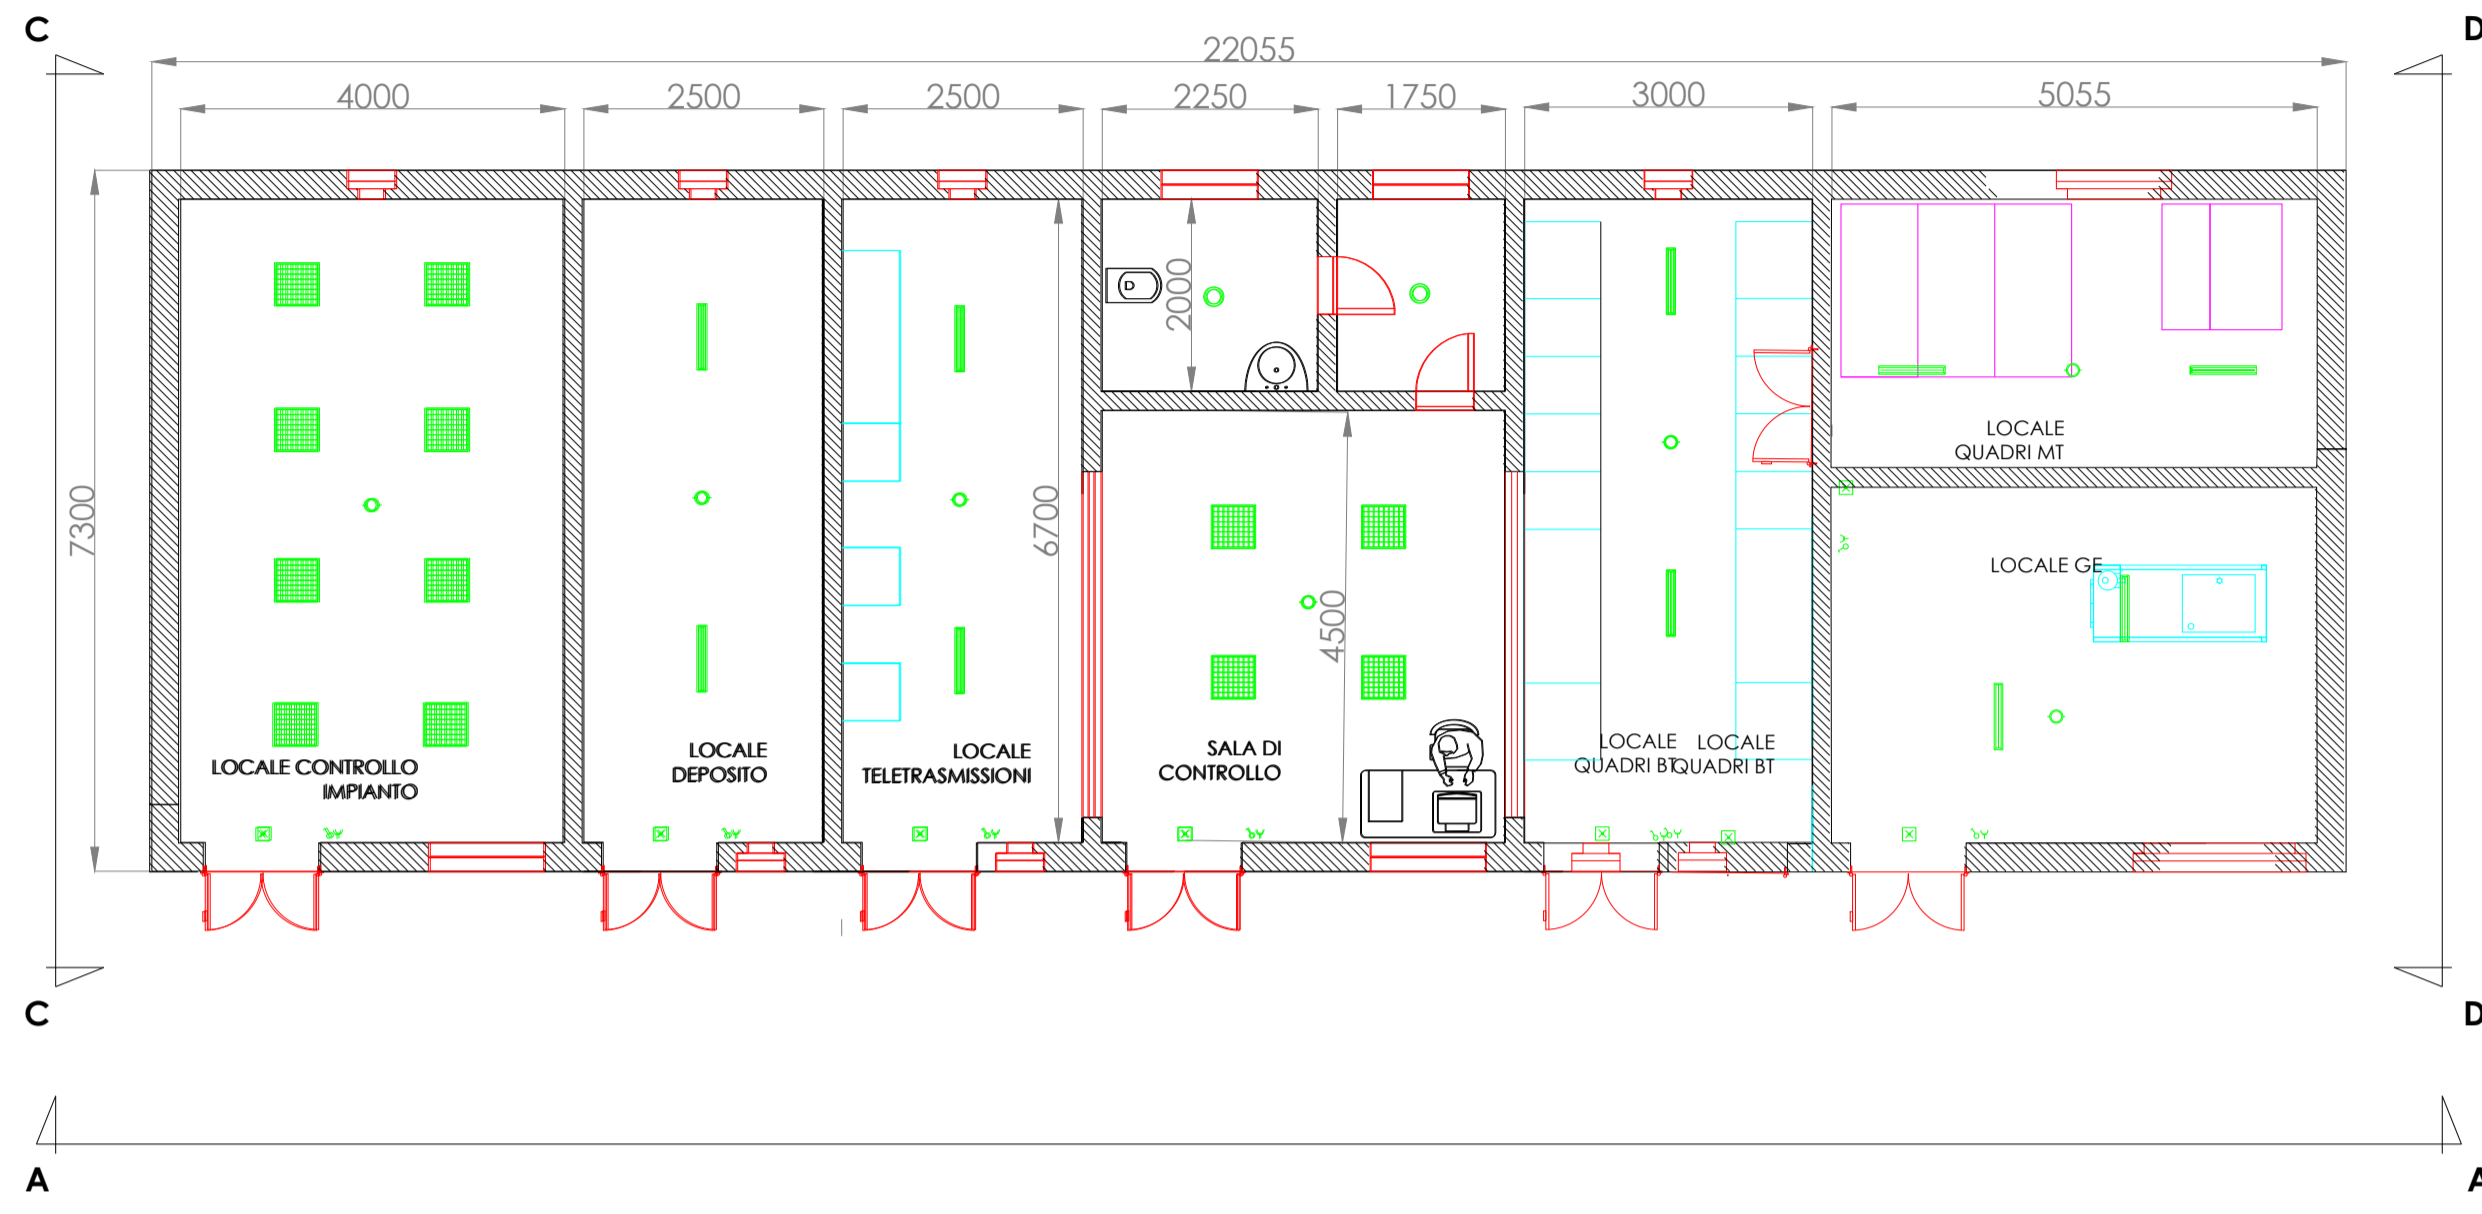 C
D
22055
4000
2500
2500
2250
1750
3000
5055
7300
6700
2000
4500
D
LOCALE
QUADRI MT
LOCALE GE
LOCALE CONTROLLO
IMPIANTO
LOCALE
DEPOSITO
LOCALE
TELETRASMISSIONI
SALA DI
CONTROLLO
LOCALE
QUADRI BT
LOCALE
QUADRI BT
C
D
A
A